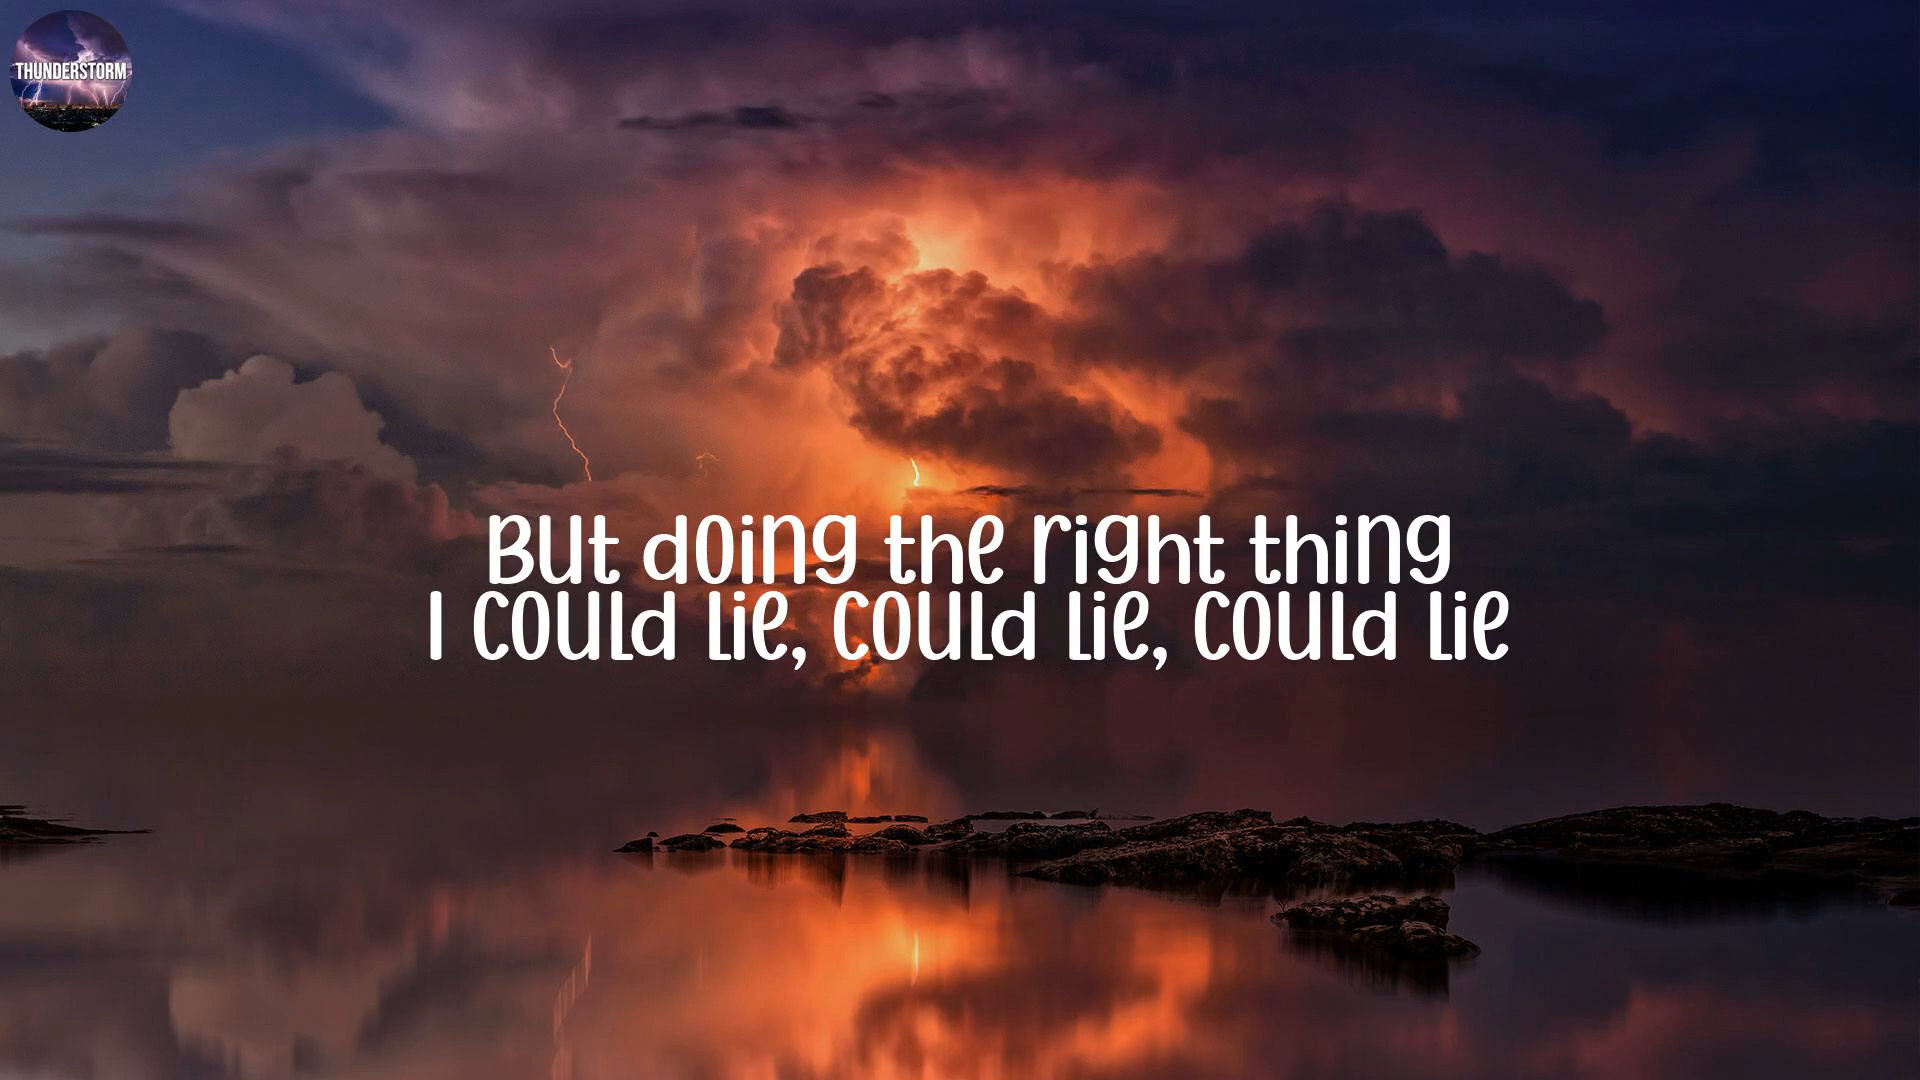 THUNDERSTORM
But doing the right thing
I could lie, could lie, could lie